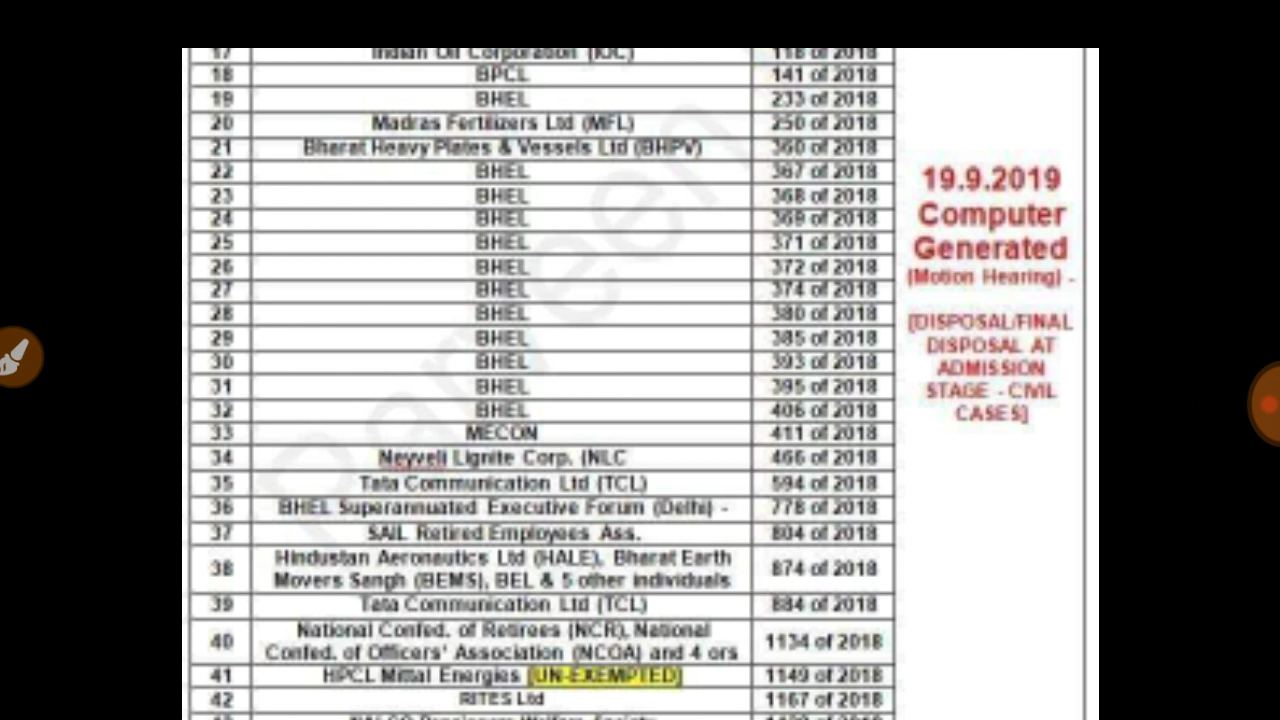 17 Indian Oil Corporation (IOC) 118 of 2018
18 BPCL 141 of 2018
19 BHEL 233 of 2018
20 Madras Fertilizers Ltd (MFL) 250 of 2018
21 Bharat Heavy Plates & Vessels Ltd (BHPV) 360 of 2018
22 BHEL 367 of 2018
23 BHEL 368 of 2018
24 BHEL 369 of 2018
25 BHEL 371 of 2018
26 BHEL 372 of 2018
27 BHEL 374 of 2018
28 BHEL 380 of 2018
29 BHEL 385 of 2018
30 BHEL 393 of 2018
31 BHEL 395 of 2018
32 BHEL 406 of 2018
33 MECON 411 of 2018
34 Neyveli Lignite Corp. (NLC 466 of 2018
35 Tata Communication Ltd (TCL) 594 of 2018
36 BHEL Superannuated Executive Forum (Delhi) - 778 of 2018
37 SAIL Retired Employees Ass. 804 of 2018
38 Hindustan Aeronautics Ltd (HALE), Bharat Earth
Movers Sangh (BEMS), BEL & 5 other individuals 874 of 2018
39 Tata Communication Ltd (TCL) 884 of 2018
40 National Confed. of Retirees (NCR), National
Confed. of Officers' Association (NCOA) and 4 ors 1134 of 2018
41 HPCL Mittal Energies [UN-EXEMPTED] 1149 of 2018
42 RITES Ltd 1167 of 2018
19.9.2019
Computer
Generated
(Motion Hearing) -
[DISPOSAL/FINAL
DISPOSAL AT
ADMISSION
STAGE - CIVIL
CASES]
Parveen